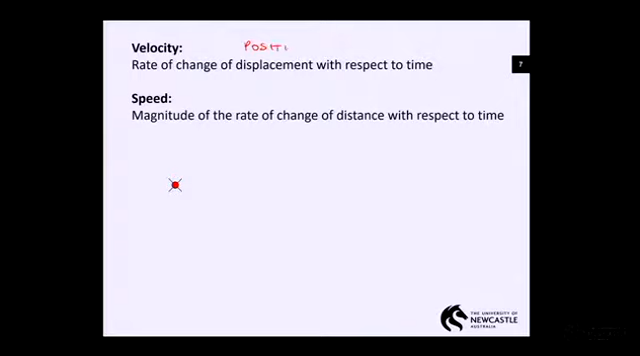 Velocity:
POSITI
Rate of change of displacement with respect to time
7
Speed:
Magnitude of the rate of change of distance with respect to time
THE UNIVERSITY OF
NEWCASTLE
AUSTRALIA